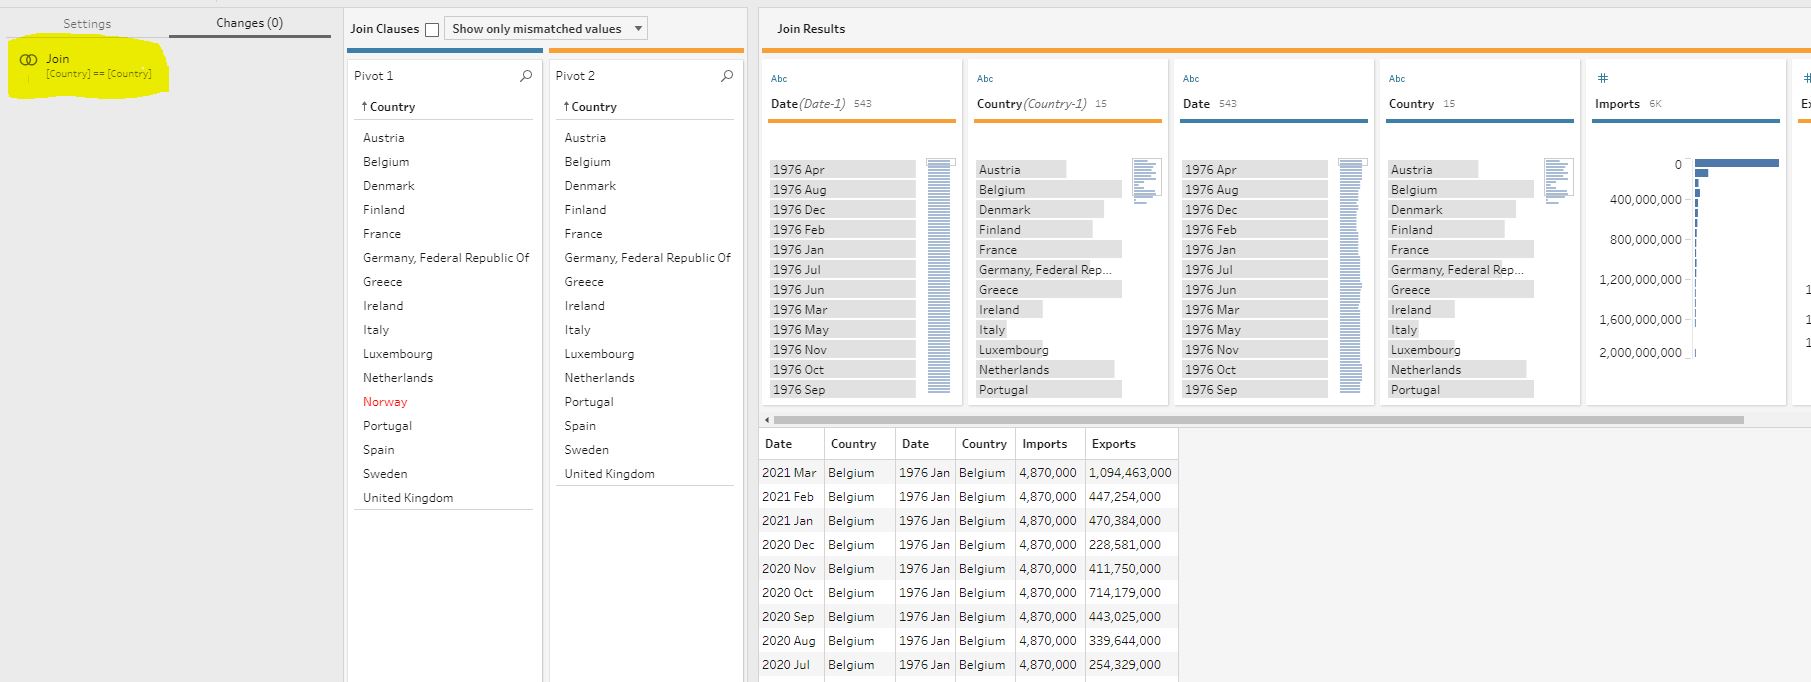 Settings
Changes (0)
Join
[Country] == [Country]
Join Clauses
Show only mismatched values
Pivot 1
Country
Austria
Belgium
Denmark
Finland
France
Germany, Federal Republic Of
Greece
Ireland
Italy
Luxembourg
Netherlands
Norway
Portugal
Spain
Sweden
United Kingdom
Pivot 2
Country
Austria
Belgium
Denmark
Finland
France
Germany, Federal Republic Of
Greece
Ireland
Italy
Luxembourg
Netherlands
Portugal
Spain
Sweden
United Kingdom
Join Results
Abc
Date (Date-1) 543
1976 Apr
1976 Aug
1976 Dec
1976 Feb
1976 Jan
1976 Jul
1976 Jun
1976 Mar
1976 May
1976 Nov
1976 Oct
1976 Sep
Abc
Country (Country-1) 15
Austria
Belgium
Denmark
Finland
France
Germany, Federal Rep...
Greece
Ireland
Italy
Luxembourg
Netherlands
Portugal
Abc
Date 543
1976 Apr
1976 Aug
1976 Dec
1976 Feb
1976 Jan
1976 Jul
1976 Jun
1976 Mar
1976 May
1976 Nov
1976 Oct
1976 Sep
Abc
Country 15
Austria
Belgium
Denmark
Finland
France
Germany, Federal Rep...
Greece
Ireland
Italy
Luxembourg
Netherlands
Portugal
#
Imports 6K
0
400,000,000
800,000,000
1,200,000,000
1,600,000,000
2,000,000,000
#
Date Country Date Country Imports Exports
2021 Mar Belgium 1976 Jan Belgium 4,870,000 1,094,463,000
2021 Feb Belgium 1976 Jan Belgium 4,870,000 447,254,000
2021 Jan Belgium 1976 Jan Belgium 4,870,000 470,384,000
2020 Dec Belgium 1976 Jan Belgium 4,870,000 228,581,000
2020 Nov Belgium 1976 Jan Belgium 4,870,000 411,750,000
2020 Oct Belgium 1976 Jan Belgium 4,870,000 714,179,000
2020 Sep Belgium 1976 Jan Belgium 4,870,000 443,025,000
2020 Aug Belgium 1976 Jan Belgium 4,870,000 339,644,000
2020 Jul Belgium 1976 Jan Belgium 4,870,000 254,329,000